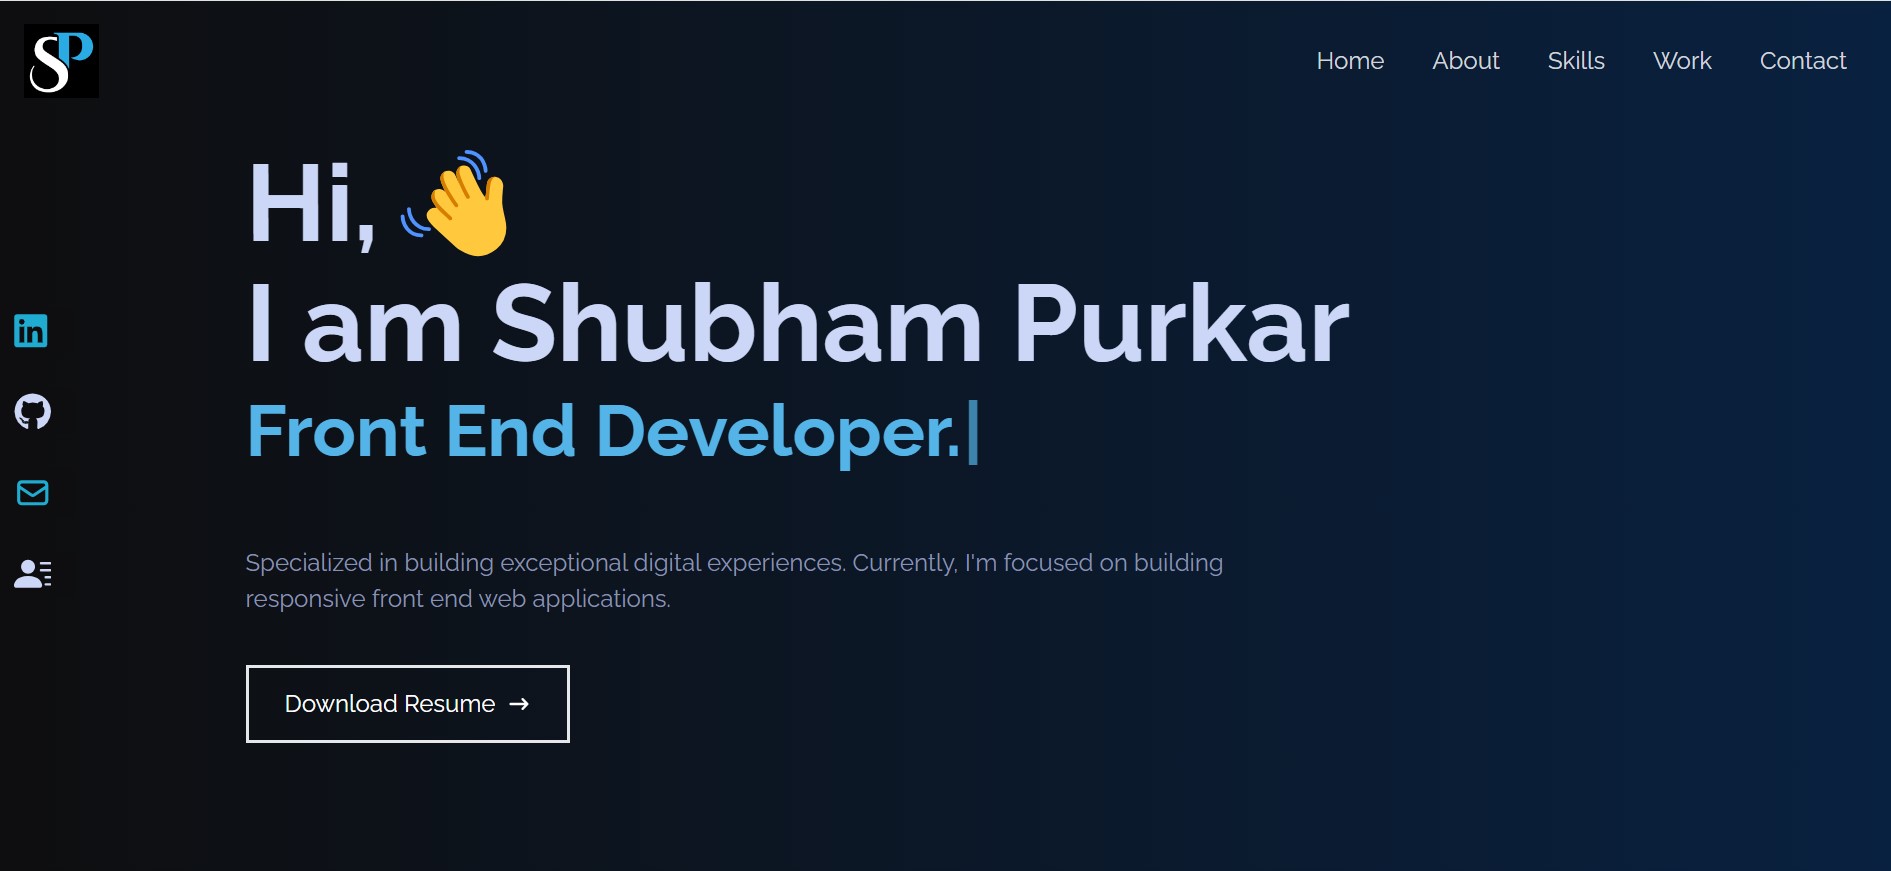 SP
Home About Skills Work Contact
Hi,
I am Shubham Purkar
Front End Developer.
in
Specialized in building exceptional digital experiences. Currently, I'm focused on building
responsive front end web applications.
Download Resume →